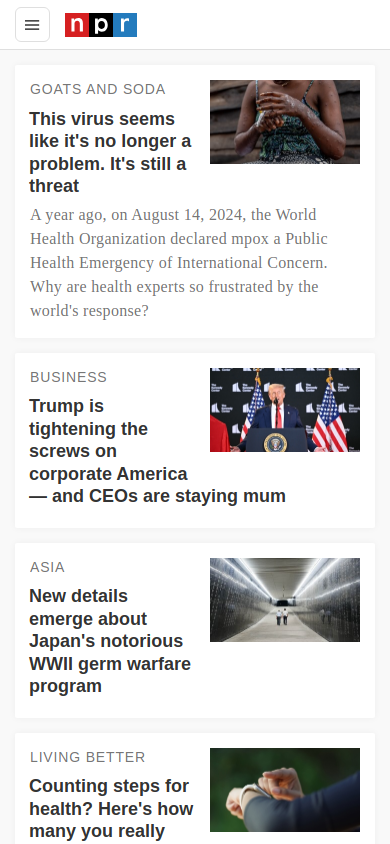 npr
GOATS AND SODA
This virus seems
like it's no longer a
problem. It's still a
threat
A year ago, on August 14, 2024, the World
Health Organization declared mpox a Public
Health Emergency of International Concern.
Why are health experts so frustrated by the
world's response?
BUSINESS
Trump is
tightening the
screws on
corporate America
— and CEOs are staying mum
ASIA
New details
emerge about
Japan's notorious
WWII germ warfare
program
LIVING BETTER
Counting steps for
health? Here's how
many you really